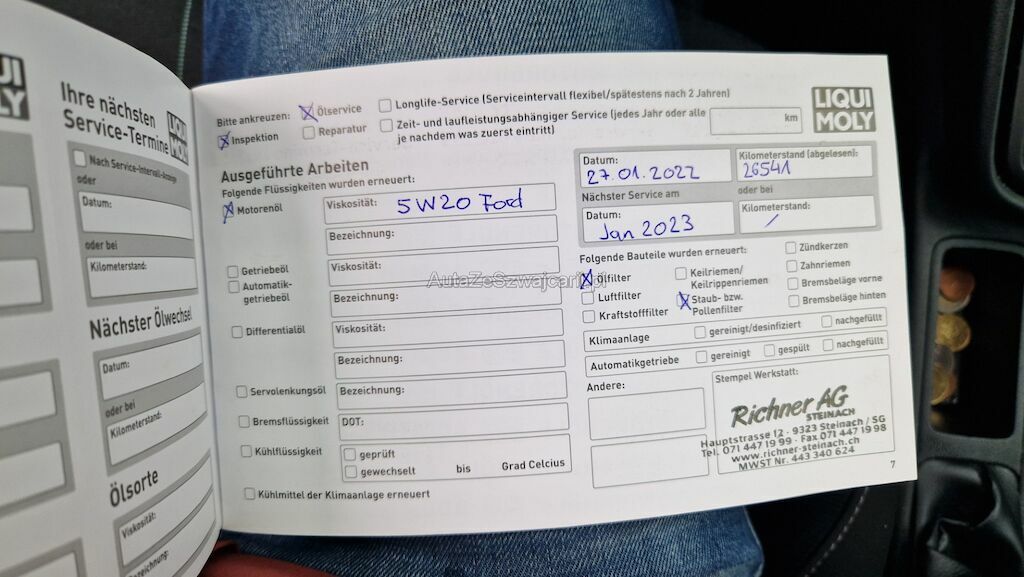 UI
OLY
Ihre nächsten
Service-Termine
LIQUI
MOLY
Nach Service-Intervall-Anzeige
oder
Datum:
oder bei
Kilometerstand:
Nächster Ölwechsel
Datum:
oder bei
Kilometerstand:
Ölsorte
Viskosität:
Bezeichnung:
Bitte ankreuzen:
Ölservice
Longlife-Service (Serviceintervall flexibel/spätestens nach 2 Jahren)
Inspektion
Reparatur
Zeit- und laufleistungsabhängiger Service (jedes Jahr oder alle km
je nachdem was zuerst eintritt)
LIQUI
MOLY
Ausgeführte Arbeiten
Folgende Flüssigkeiten wurden erneuert:
Motorenöl
Viskosität: 5W20 Ford
Bezeichnung:
Getriebeöl
Viskosität:
Automatik-
getriebeöl
Bezeichnung:
Differentialöl
Viskosität:
Bezeichnung:
Servolenkungsöl
Bezeichnung:
Bremsflüssigkeit
DOT:
Kühlflüssigkeit
geprüft
gewechselt bis Grad Celcius
Kühlmittel der Klimaanlage erneuert
Datum:
27.01.2022
Kilometerstand (abgelesen):
26541
Nächster Service am oder bei
Datum:
Jan 2023
Kilometerstand:
/
Folgende Bauteile wurden erneuert:
Ölfilter
Luftfilter
Kraftstofffilter
Keilriemen/
Keilrippenriemen
Staub- bzw.
Pollenfilter
Zündkerzen
Zahnriemen
Bremsbeläge vorne
Bremsbeläge hinten
Klimaanlage gereinigt/desinfiziert nachgefüllt
Automatikgetriebe gereinigt gespült nachgefüllt
Andere:
Stempel Werkstatt:
Richner AG
STEINACH
Hauptstrasse 12 · 9323 Steinach / SG
Tel. 071 447 19 99 · Fax 071 447 19 98
www.richner-steinach.ch
MWST Nr. 443 340 624
7
AutaZeSzwajcarii.pl